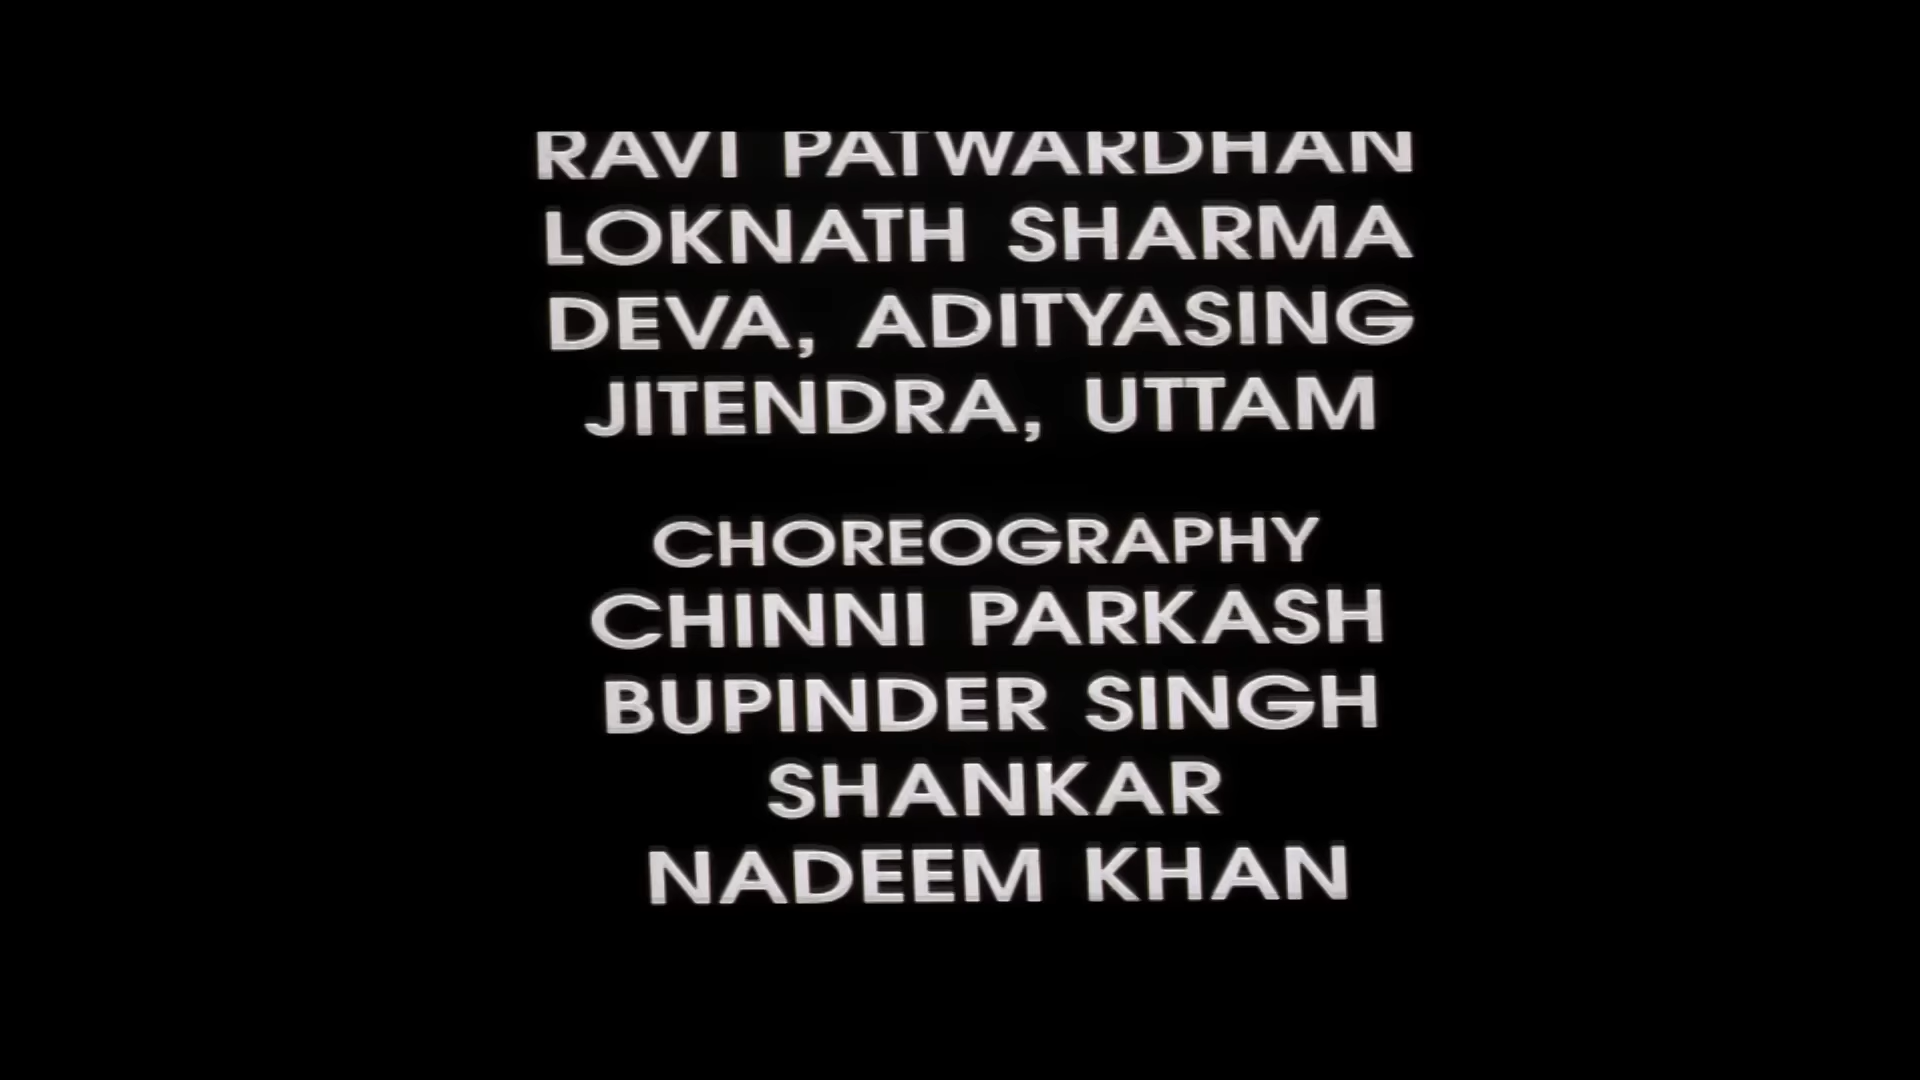 RAVI PATWARDHAN
LOKNATH SHARMA
DEVA, ADITYASING
JITENDRA, UTTAM
CHOREOGRAPHY
CHINNI PARKASH
BUPINDER SINGH
SHANKAR
NADEEM KHAN